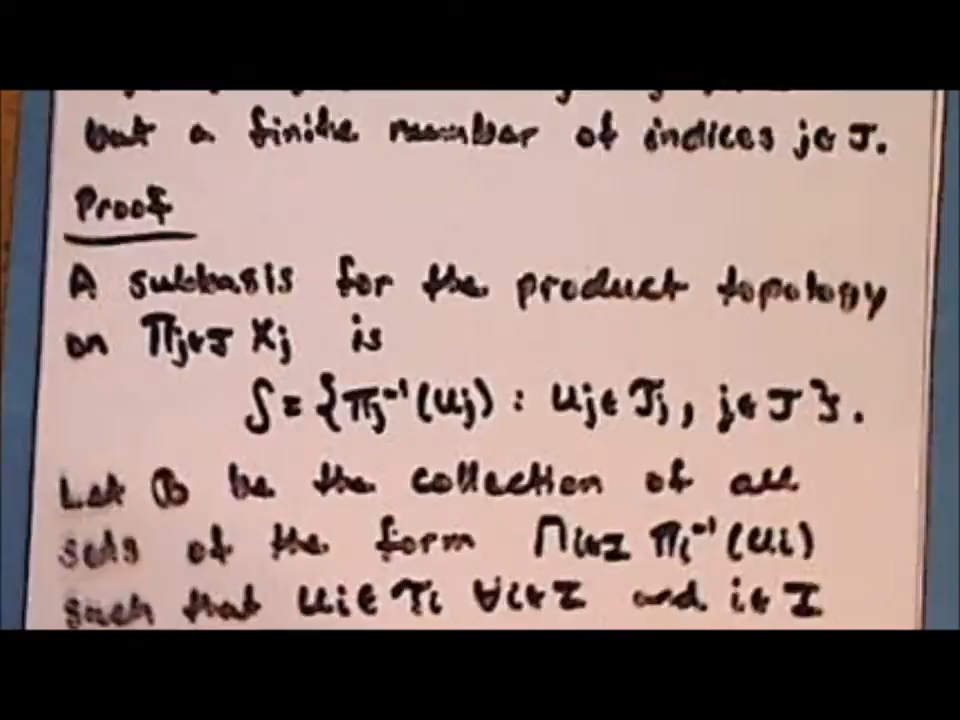 but a finite number of indices j∈J.
Proof
A subbasis for the product topology
on Πj∈J Xj is
S = {πj⁻¹(Uj) : Uj∈Tj, j∈J}.
Let B be the collection of all
sets of the form ∩i∈I πi⁻¹(Ui)
such that Ui∈Ti ∀i∈I and i∈I